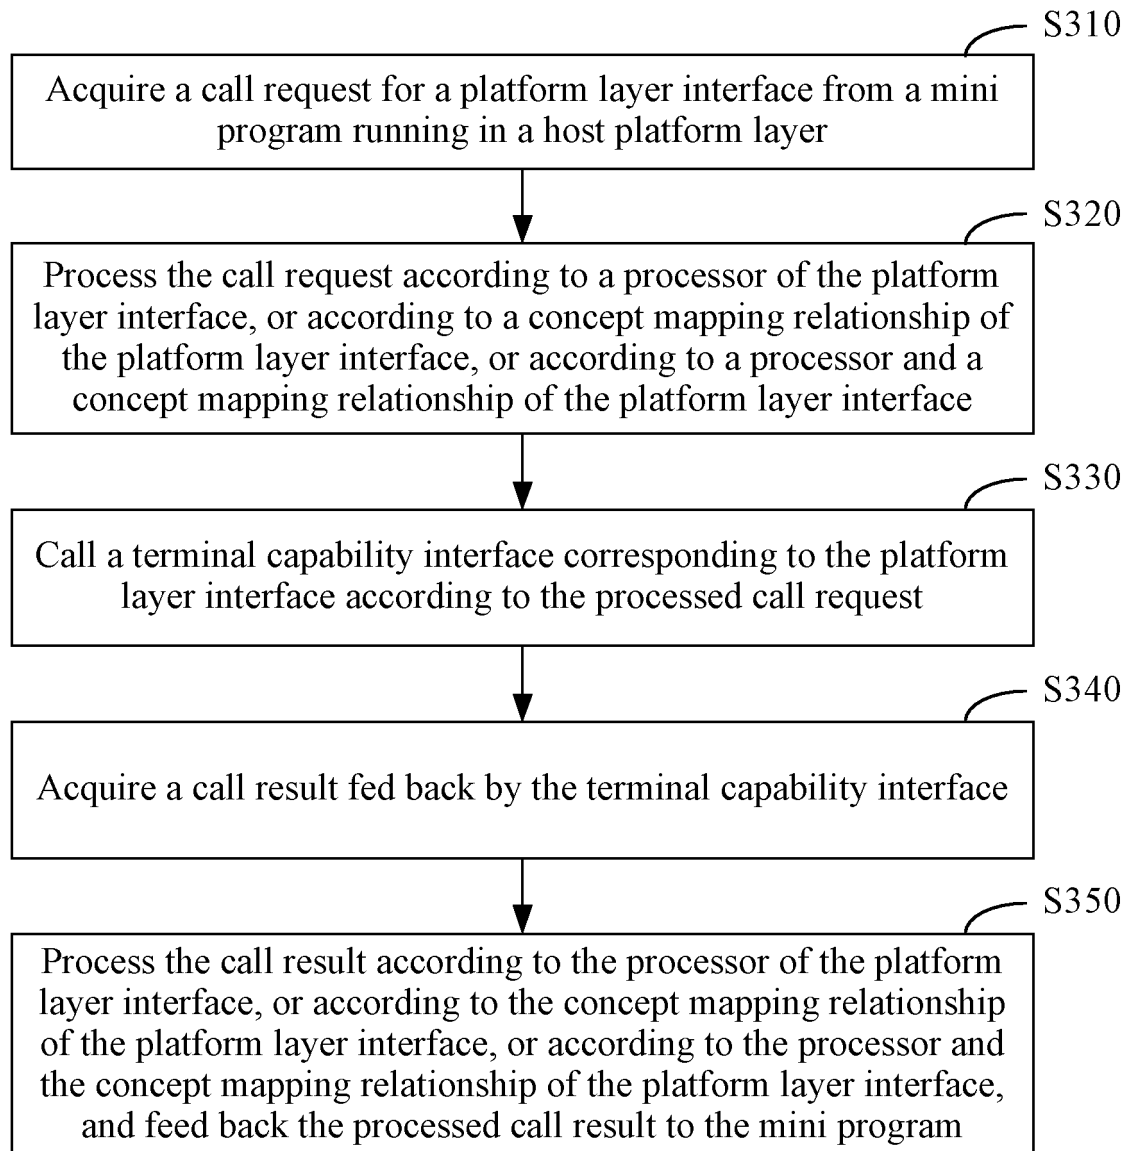 S310
Acquire a call request for a platform layer interface from a mini
program running in a host platform layer
S320
Process the call request according to a processor of the platform
layer interface, or according to a concept mapping relationship of
the platform layer interface, or according to a processor and a
concept mapping relationship of the platform layer interface
S330
Call a terminal capability interface corresponding to the platform
layer interface according to the processed call request
S340
Acquire a call result fed back by the terminal capability interface
S350
Process the call result according to the processor of the platform
layer interface, or according to the concept mapping relationship
of the platform layer interface, or according to the processor and
the concept mapping relationship of the platform layer interface,
and feed back the processed call result to the mini program